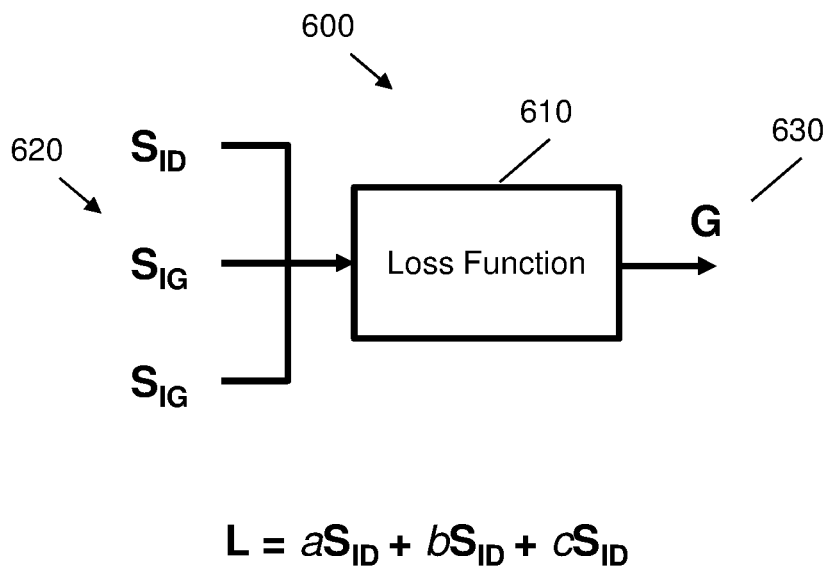 600
610
620
630
S_ID
S_IG
S_IG
Loss Function
G
L = aS_ID + bS_ID + cS_ID